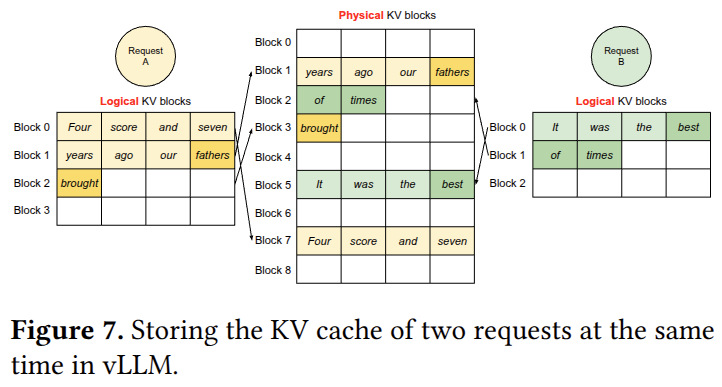 Physical KV blocks
Request
A
Request
B
Logical KV blocks
Block 0 Four score and seven
Block 1 years ago our fathers
Block 2 brought
Block 3
Block 0
Block 1 years ago our fathers
Block 2 of times
Block 3 brought
Block 4
Block 5 It was the best
Block 6
Block 7 Four score and seven
Block 8
Logical KV blocks
Block 0 It was the best
Block 1 of times
Block 2
Figure 7. Storing the KV cache of two requests at the same
time in vLLM.